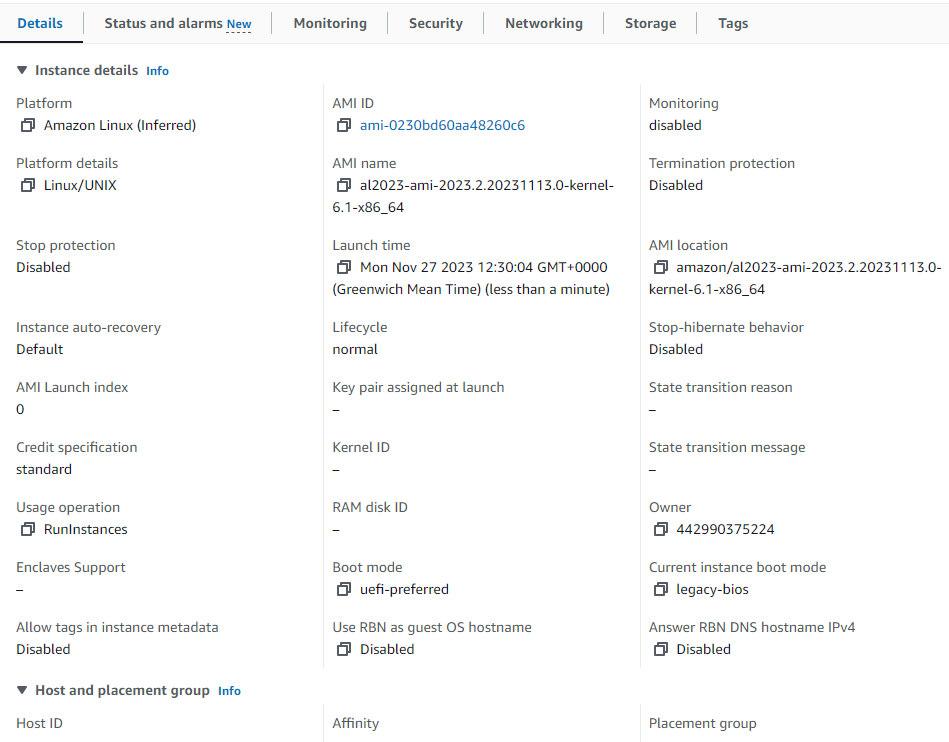 Details
Status and alarms New
Monitoring
Security
Networking
Storage
Tags
Instance details Info
Platform
Amazon Linux (Inferred)
AMI ID
ami-0230bd60aa48260c6
Monitoring
disabled
Platform details
Linux/UNIX
AMI name
al2023-ami-2023.2.20231113.0-kernel-
6.1-x86_64
Termination protection
Disabled
Stop protection
Disabled
Launch time
Mon Nov 27 2023 12:30:04 GMT+0000
(Greenwich Mean Time) (less than a minute)
AMI location
amazon/al2023-ami-2023.2.20231113.0-
kernel-6.1-x86_64
Instance auto-recovery
Default
Lifecycle
normal
Stop-hibernate behavior
Disabled
AMI Launch index
0
Key pair assigned at launch
–
State transition reason
–
Credit specification
standard
Kernel ID
–
State transition message
–
Usage operation
RunInstances
RAM disk ID
–
Owner
442990375224
Enclaves Support
–
Boot mode
uefi-preferred
Current instance boot mode
legacy-bios
Allow tags in instance metadata
Disabled
Use RBN as guest OS hostname
Disabled
Answer RBN DNS hostname IPv4
Disabled
Host and placement group Info
Host ID
Affinity
Placement group